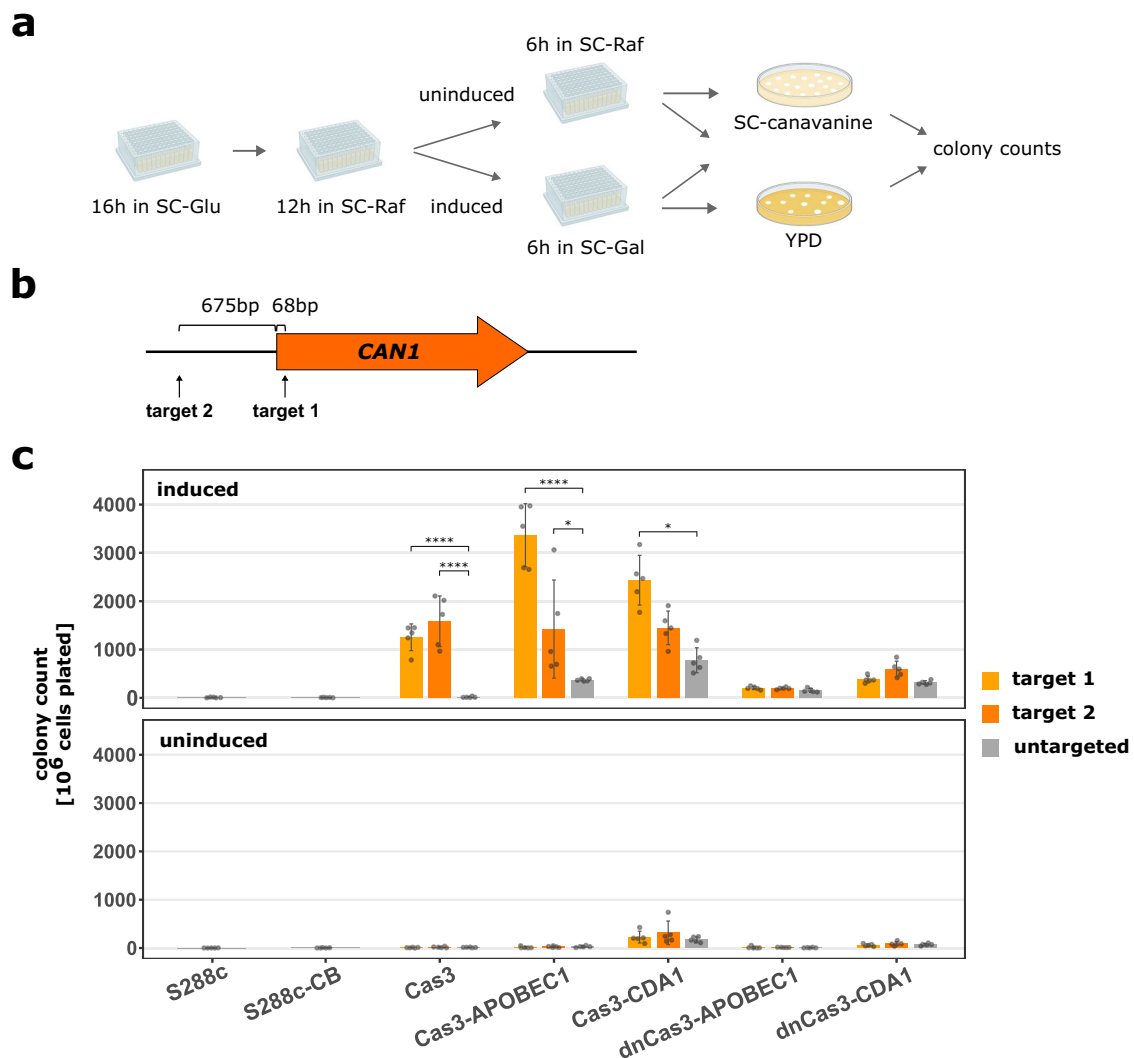 a
6h in SC-Raf
uninduced
SC-canavanine
colony counts
16h in SC-Glu
12h in SC-Raf
induced
6h in SC-Gal
YPD
b
675bp
68bp
CAN1
target 2
target 1
c
colony count
[10⁶ cells plated]
induced
4000
3000
2000
1000
0
****
****
****
*
*
uninduced
4000
3000
2000
1000
0
S288c
S288c-CB
Cas3
Cas3-APOBEC1
Cas3-CDA1
dnCas3-APOBEC1
dnCas3-CDA1
target 1
target 2
untargeted